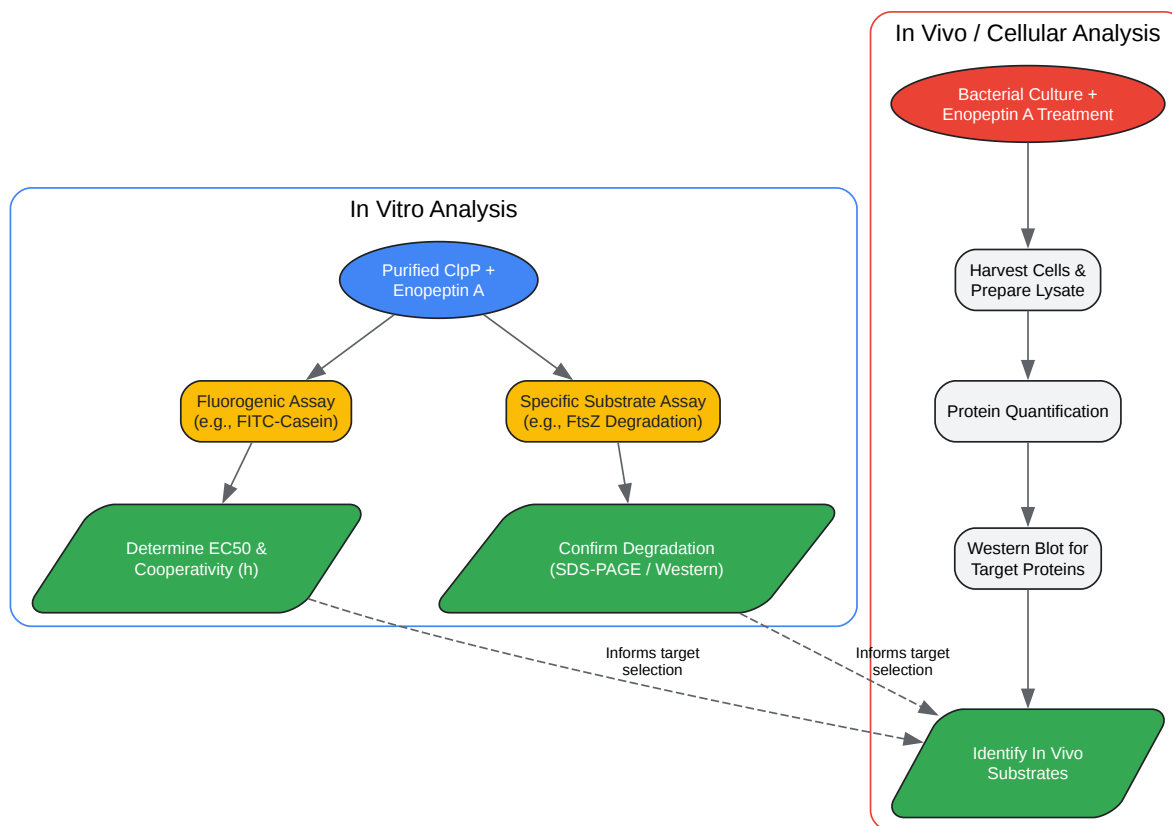 In Vivo / Cellular Analysis
Bacterial Culture +
Enopeptin A Treatment
In Vitro Analysis
Purified ClpP +
Enopeptin A
Harvest Cells &
Prepare Lysate
Fluorogenic Assay
(e.g., FITC-Casein)
Specific Substrate Assay
(e.g., FtsZ Degradation)
Protein Quantification
Determine EC50 &
Cooperativity (h)
Confirm Degradation
(SDS-PAGE / Western)
Western Blot for
Target Proteins
Informs target
selection
Informs target
selection
Identify In Vivo
Substrates